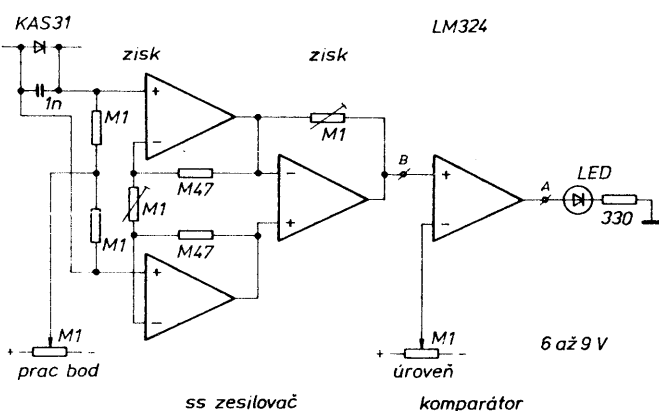 KAS31
LM324
zisk
zisk
1n
M1
M1
M47
M1
M47
M1
B
A
LED
330
+ M1 -
prac bod
+ M1 -
úroveň
6 až 9 V
ss zesilovač
komparátor
+
-
-
+
+
-
+
-